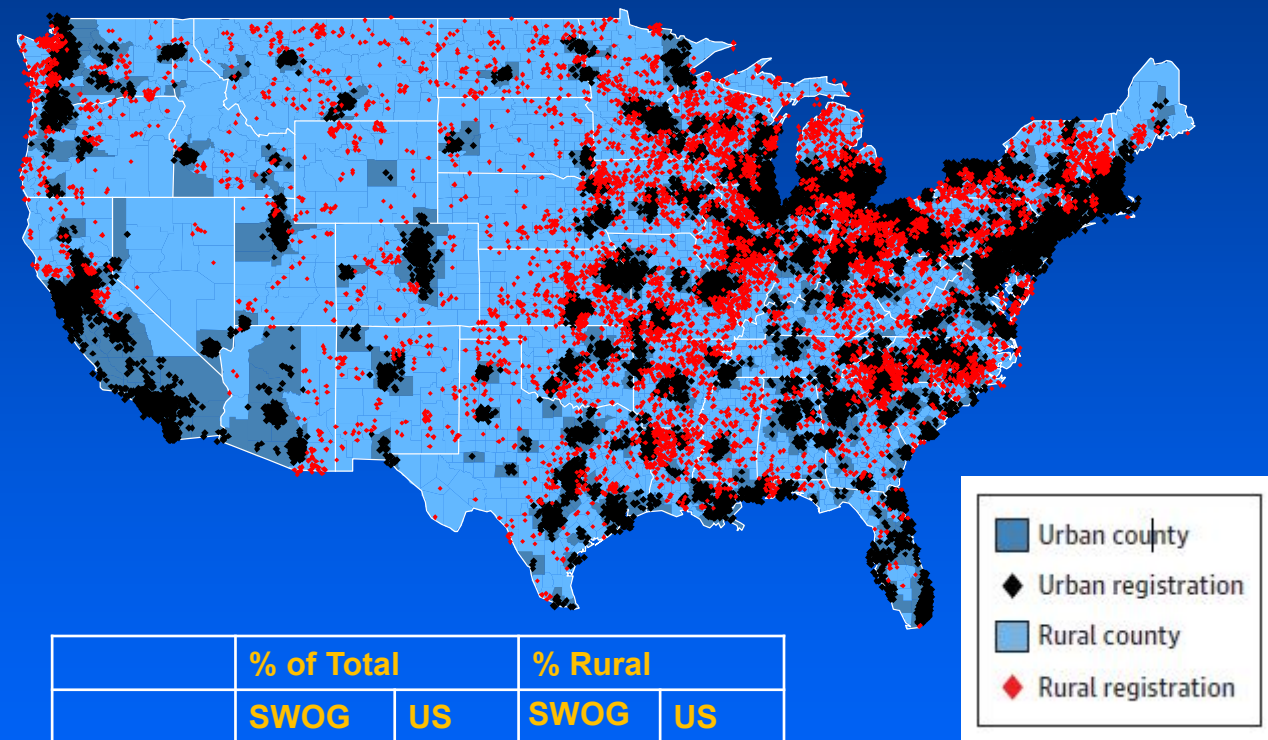 % of Total % Rural
SWOG US SWOG US
Urban county
Urban registration
Rural county
Rural registration